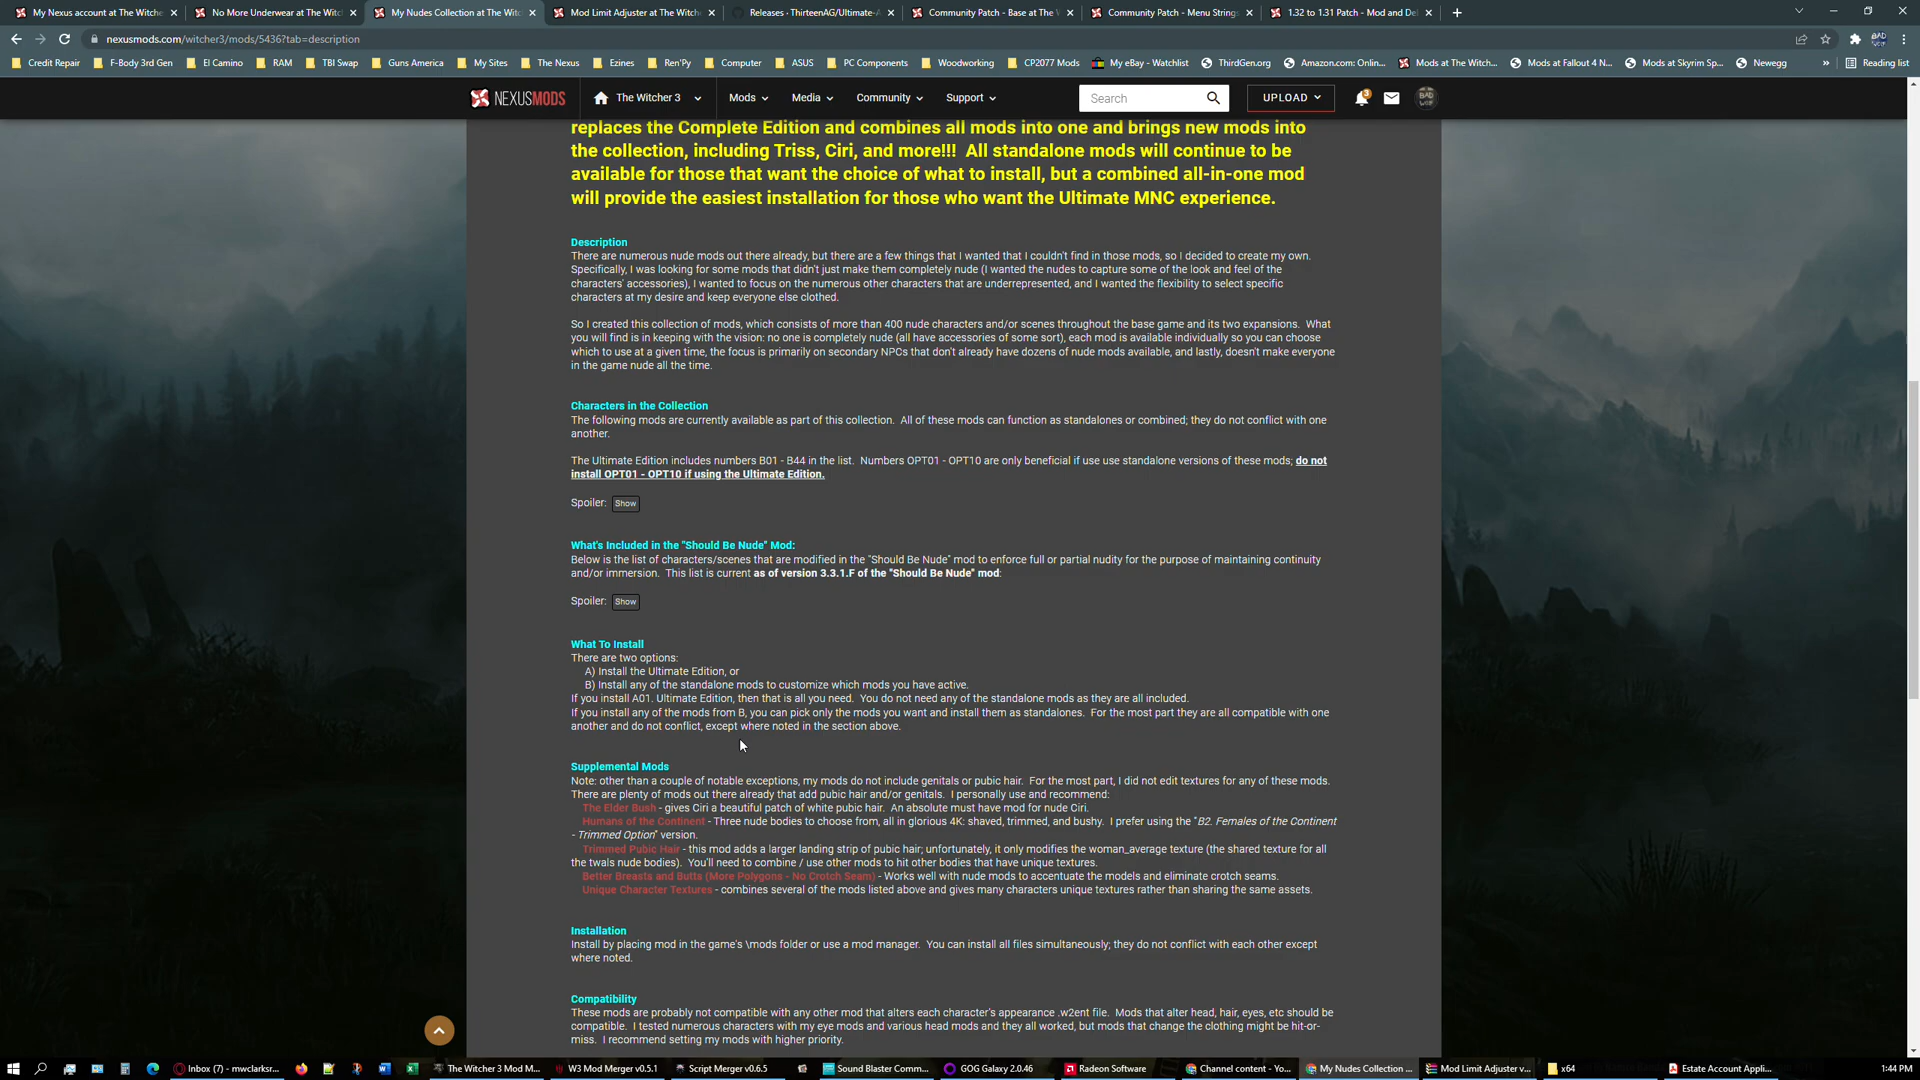 My Nexus account at The Witche
No More Underwear at The Witc
My Nudes Collection at The Witc
Mod Limit Adjuster at The Witche
Releases · ThirteenAG/Ultimate-A
Community Patch - Base at The W
Community Patch - Menu Strings
1.32 to 1.31 Patch - Mod and De
nexusmods.com/witcher3/mods/5436?tab=description
Credit Repair
F-Body 3rd Gen
El Camino
RAM
TBI Swap
Guns America
My Sites
The Nexus
Ezines
Ren'Py
Computer
ASUS
PC Components
Woodworking
CP2077 Mods
My eBay - Watchlist
ThirdGen.org
Amazon.com: Onlin...
Mods at The Witche...
Mods at Fallout 4 N...
Mods at Skyrim Sp...
Newegg
»
Reading list
NEXUSMODS
The Witcher 3
Mods
Media
Community
Support
Search
UPLOAD
3
replaces the Complete Edition and combines all mods into one and brings new mods into
the collection, including Triss, Ciri, and more!!!  All standalone mods will continue to be
available for those that want the choice of what to install, but a combined all-in-one mod
will provide the easiest installation for those who want the Ultimate MNC experience.
Description
There are numerous nude mods out there already, but there are a few things that I wanted that I couldn't find in those mods, so I decided to create my own.
Specifically, I was looking for some mods that didn't just make them completely nude (I wanted the nudes to capture some of the look and feel of the
characters' accessories), I wanted to focus on the numerous other characters that are underrepresented, and I wanted the flexibility to select specific
characters at my desire and keep everyone else clothed.
So I created this collection of mods, which consists of more than 400 nude characters and/or scenes throughout the base game and its two expansions.  What
you will find is in keeping with the vision: no one is completely nude (all have accessories of some sort), each mod is available individually so you can choose
which to use at a given time, the focus is primarily on secondary NPCs that don't already have dozens of nude mods available, and lastly, doesn't make everyone
in the game nude all the time.
Characters in the Collection
The following mods are currently available as part of this collection.  All of these mods can function as standalones or combined; they do not conflict with one
another.
The Ultimate Edition includes numbers B01 - B44 in the list.  Numbers OPT01 - OPT10 are only beneficial if use use standalone versions of these mods; do not
install OPT01 - OPT10 if using the Ultimate Edition.
Spoiler: Show
What's Included in the "Should Be Nude" Mod:
Below is the list of characters/scenes that are modified in the "Should Be Nude" mod to enforce full or partial nudity for the purpose of maintaining continuity
and/or immersion.  This list is current as of version 3.3.1.F of the "Should Be Nude" mod:
Spoiler: Show
What To Install
There are two options:
A) Install the Ultimate Edition, or
B) Install any of the standalone mods to customize which mods you have active.
If you install A01. Ultimate Edition, then that is all you need.  You do not need any of the standalone mods as they are all included.
If you install any of the mods from B, you can pick only the mods you want and install them as standalones.  For the most part they are all compatible with one
another and do not conflict, except where noted in the section above.
Supplemental Mods
Note: other than a couple of notable exceptions, my mods do not include genitals or pubic hair.  For the most part, I did not edit textures for any of these mods.
There are plenty of mods out there already that add pubic hair and/or genitals.  I personally use and recommend:
The Elder Bush - gives Ciri a beautiful patch of white pubic hair.  An absolute must have mod for nude Ciri.
Humans of the Continent - Three nude bodies to choose from, all in glorious 4K: shaved, trimmed, and bushy.  I prefer using the "B2. Females of the Continent
- Trimmed Option" version.
Trimmed Pubic Hair - this mod adds a larger landing strip of pubic hair; unfortunately, it only modifies the woman_average texture (the shared texture for all
the twals nude bodies).  You'll need to combine / use other mods to hit other bodies that have unique textures.
Better Breasts and Butts (More Polygons - No Crotch Seam) - Works well with nude mods to accentuate the models and eliminate crotch seams.
Unique Character Textures - combines several of the mods listed above and gives many characters unique textures rather than sharing the same assets.
Installation
Install by placing mod in the game's \mods folder or use a mod manager.  You can install all files simultaneously; they do not conflict with each other except
where noted.
Compatibility
These mods are probably not compatible with any other mod that alters each character's appearance .w2ent file.  Mods that alter head, hair, eyes, etc should be
compatible.  I tested numerous characters with my eye mods and various head mods and they all worked, but mods that change the clothing might be hit-or-
miss.  I recommend setting my mods with higher priority.
Inbox (7) - mwclarksr...
The Witcher 3 Mod M...
W3 Mod Merger v0.5.1
Script Merger v0.6.5
Sound Blaster Comm...
GOG Galaxy 2.0.46
Radeon Software
Channel content - Yo...
My Nudes Collection ...
Mod Limit Adjuster v...
x64
Estate Account Appli...
1:44 PM